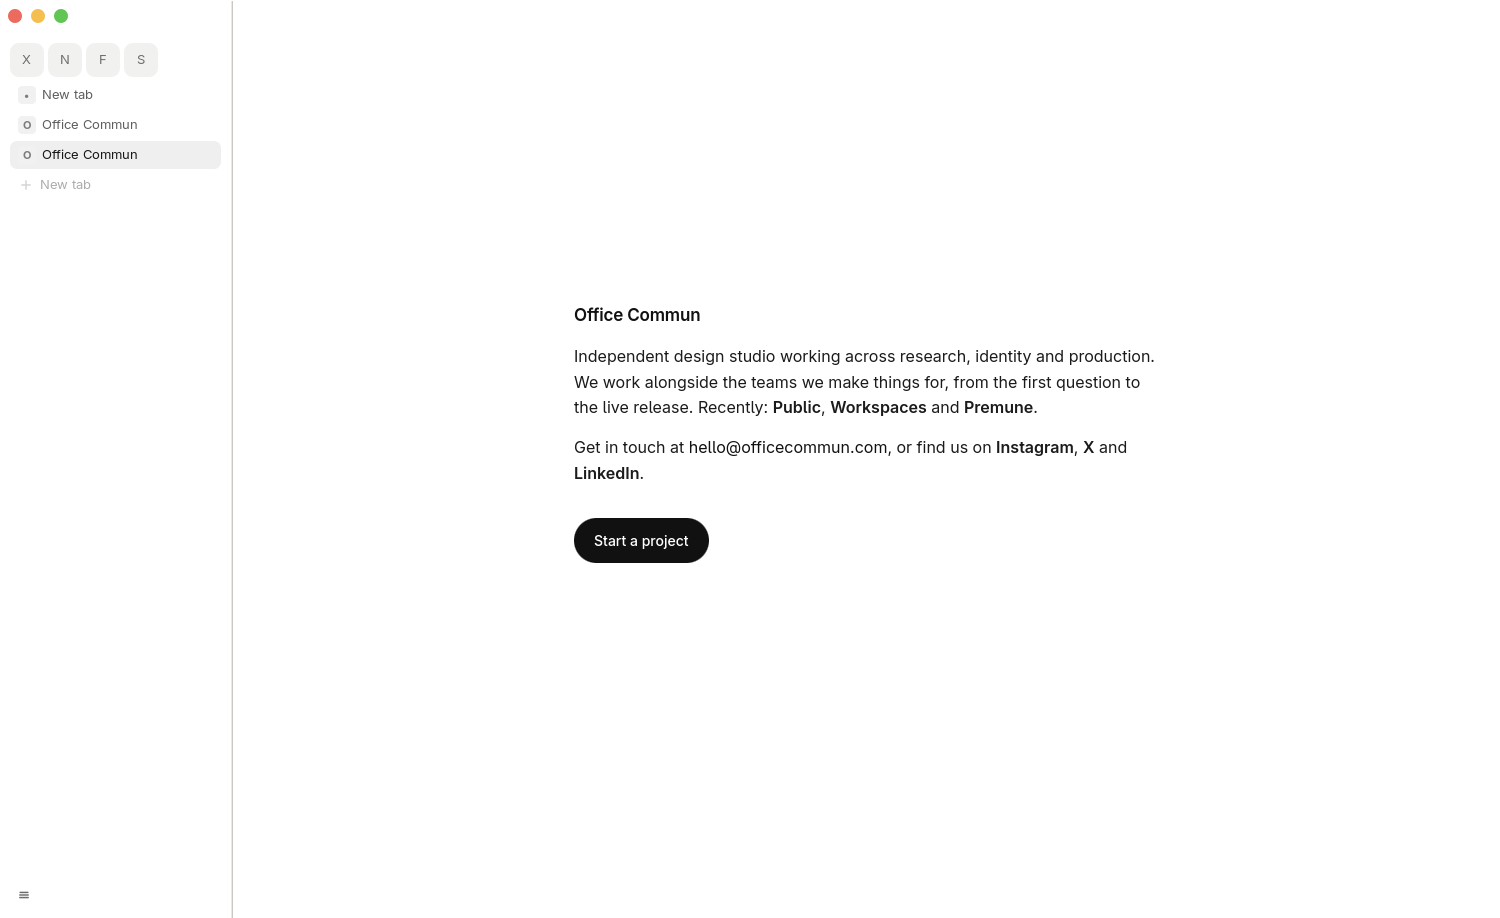 X N F S
New tab
O Office Commun
O Office Commun
+ New tab
Office Commun
Independent design studio working across research, identity and production.
We work alongside the teams we make things for, from the first question to
the live release. Recently: Public, Workspaces and Premune.
Get in touch at hello@officecommun.com, or find us on Instagram, X and
LinkedIn.
Start a project